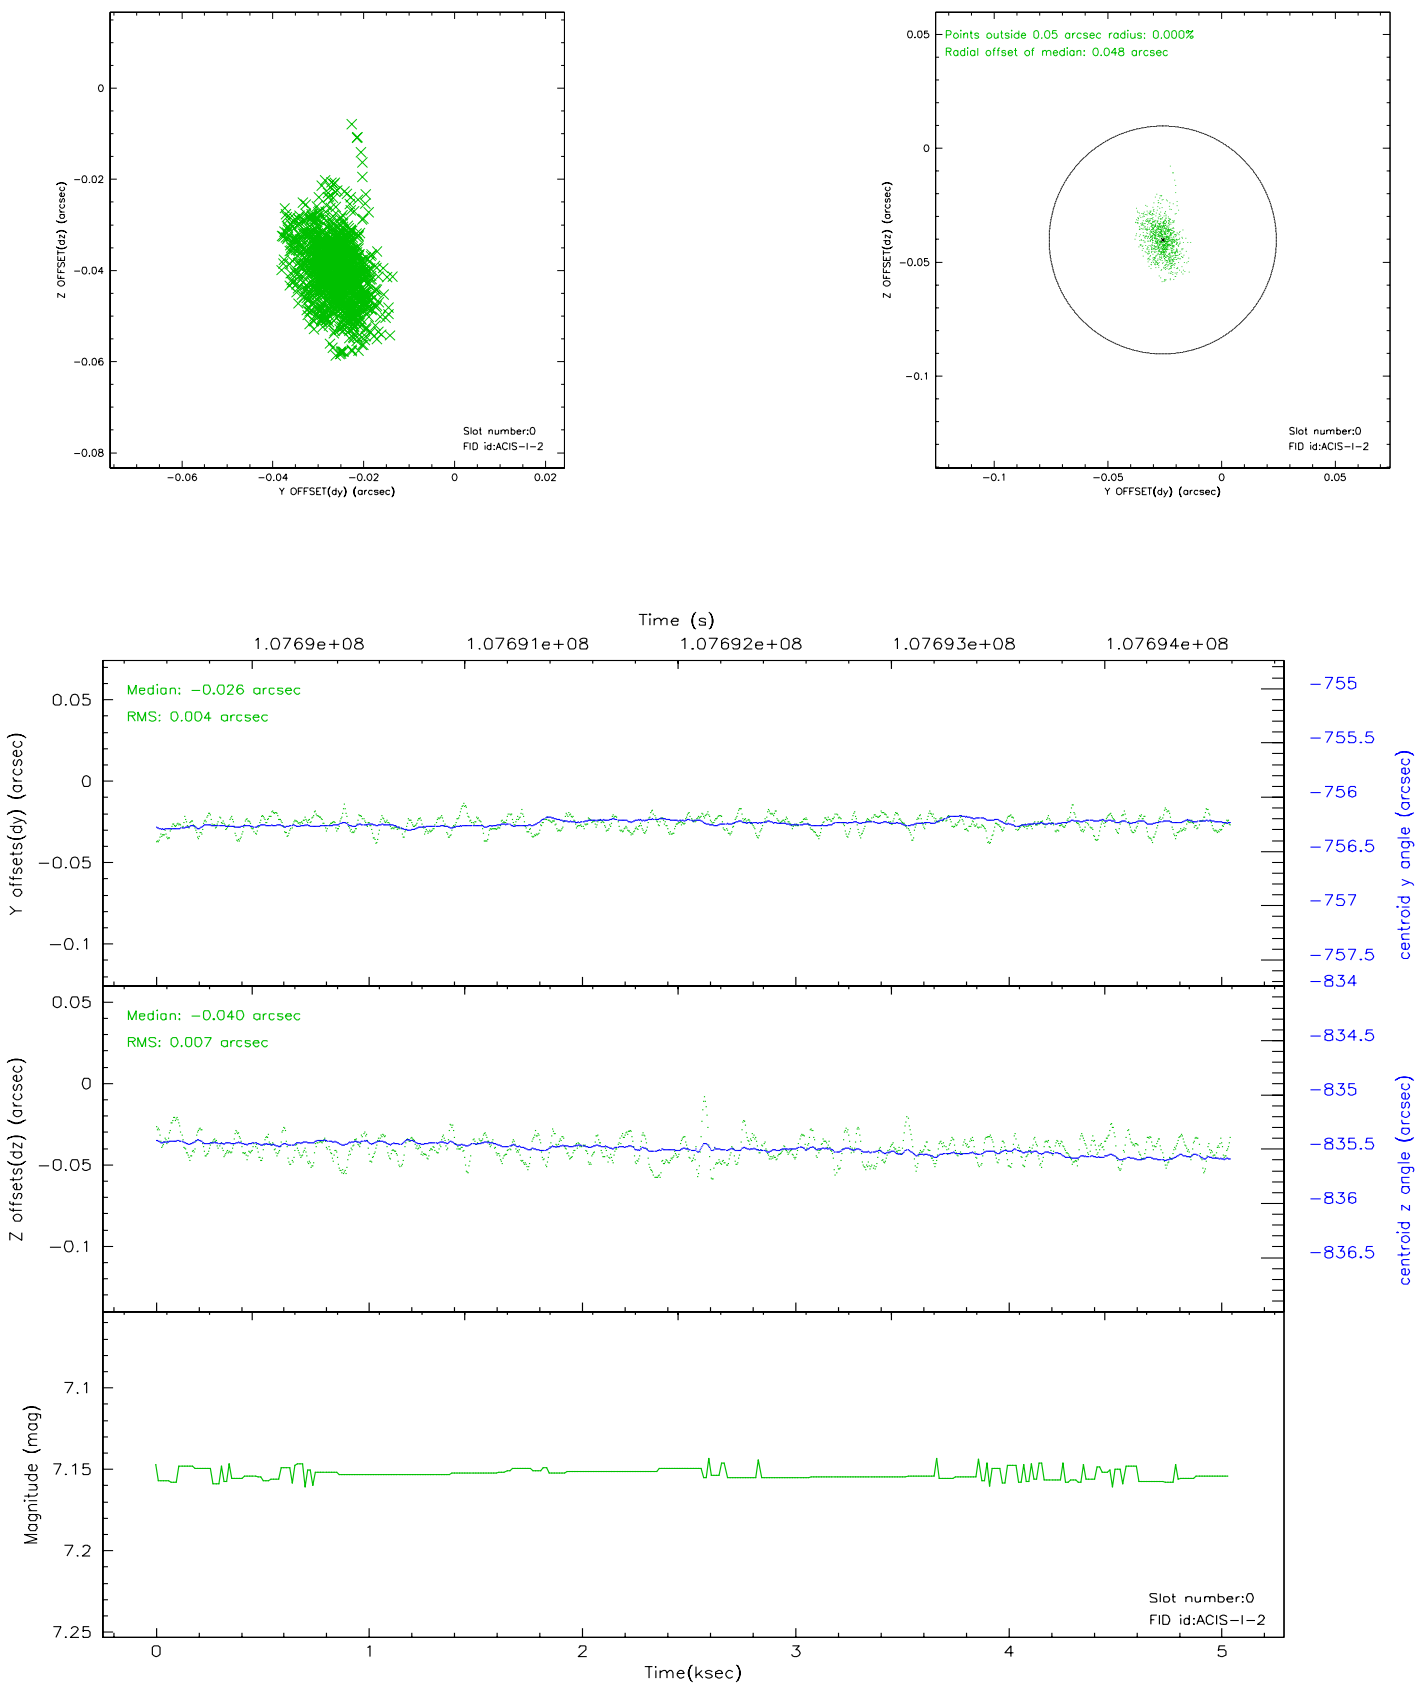 0
-0.02
-0.04
-0.06
-0.08
Z OFFSET(dz) (arcsec)
Slot number:0
FID id:ACIS-I-2
-0.06 -0.04 -0.02 0 0.02
Y OFFSET(dy) (arcsec)
Points outside 0.05 arcsec radius: 0.000%
Radial offset of median: 0.048 arcsec
0.05
0
-0.05
-0.1
Z OFFSET(dz) (arcsec)
Slot number:0
FID id:ACIS-I-2
-0.1 -0.05 0 0.05
Y OFFSET(dy) (arcsec)
Time (s)
1.0769e+08 1.07691e+08 1.07692e+08 1.07693e+08 1.07694e+08
Median: -0.026 arcsec
RMS: 0.004 arcsec
0.05
0
-0.05
-0.1
Y offsets(dy) (arcsec)
-755
-755.5
-756
-756.5
-757
-757.5
centroid y angle (arcsec)
Median: -0.040 arcsec
RMS: 0.007 arcsec
0.05
0
-0.05
-0.1
Z offsets(dz) (arcsec)
-834
-834.5
-835
-835.5
-836
-836.5
centroid z angle (arcsec)
7.1
7.15
7.2
7.25
Magnitude (mag)
Slot number:0
FID id:ACIS-I-2
0 1 2 3 4 5
Time(ksec)